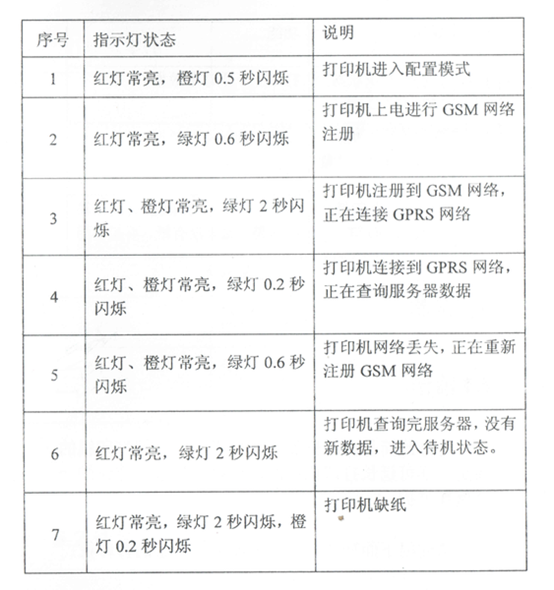 序号 指示灯状态 说明
1 红灯常亮，橙灯 0.5 秒闪烁 打印机进入配置模式
2 红灯常亮，绿灯 0.6 秒闪烁 打印机上电进行 GSM 网络
注册
3 红灯、橙灯常亮，绿灯 2 秒闪
烁 打印机注册到 GSM 网络，
正在连接 GPRS 网络
4 红灯、橙灯常亮，绿灯 0.2 秒
闪烁 打印机连接到 GPRS 网络，
正在查询服务器数据
5 红灯、橙灯常亮，绿灯 0.6 秒
闪烁 打印机网络丢失，正在重新
注册 GSM 网络
6 红灯常亮，绿灯 2 秒闪烁 打印机查询完服务器，没有
新数据，进入待机状态。
7 红灯常亮，绿灯 2 秒闪烁，橙
灯 0.2 秒闪烁 打印机缺纸